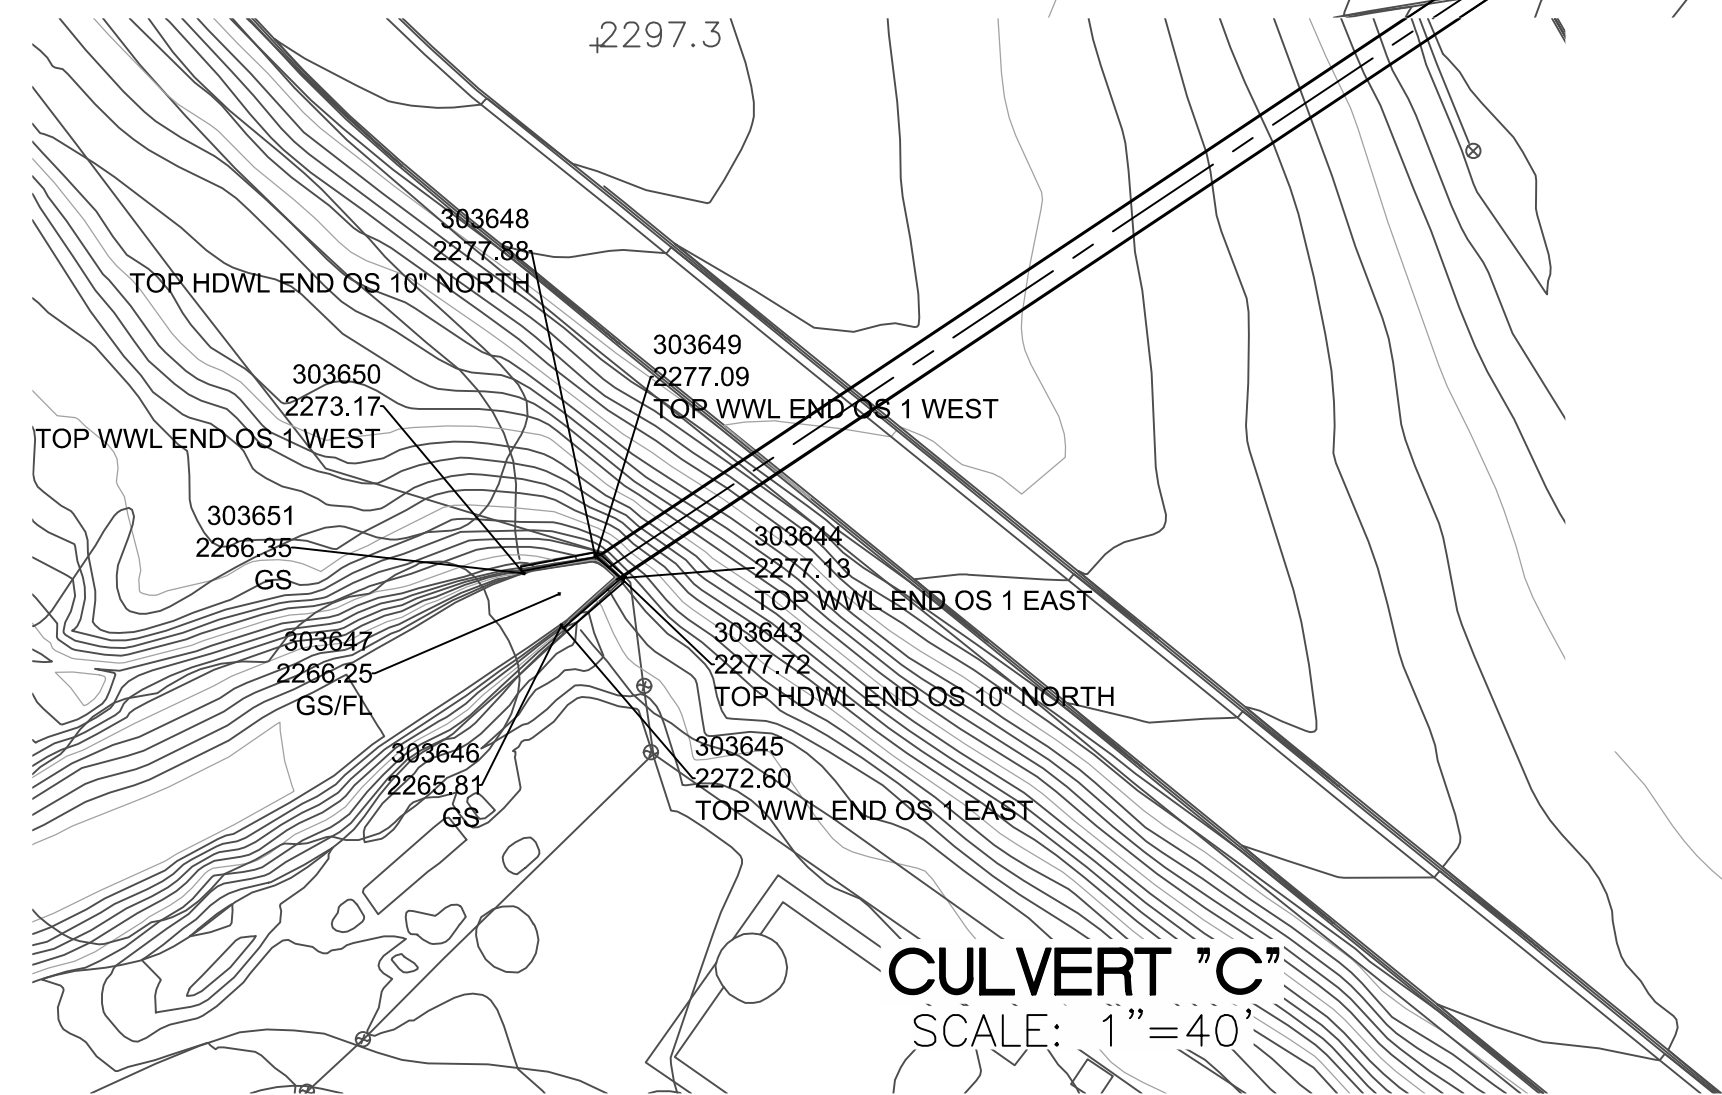 2297.3
303648
2277.88
TOP HDWL END OS 10" NORTH
303649
2277.09
TOP WWL END OS 1 WEST
303650
2273.17
TOP WWL END OS 1 WEST
303651
2266.35
GS
303644
2277.13
TOP WWL END OS 1 EAST
303643
2277.72
TOP HDWL END OS 10" NORTH
303647
2266.25
GS/FL
303646
2265.81
GS
303645
2272.60
TOP WWL END OS 1 EAST
CULVERT "C"
SCALE: 1"=40'